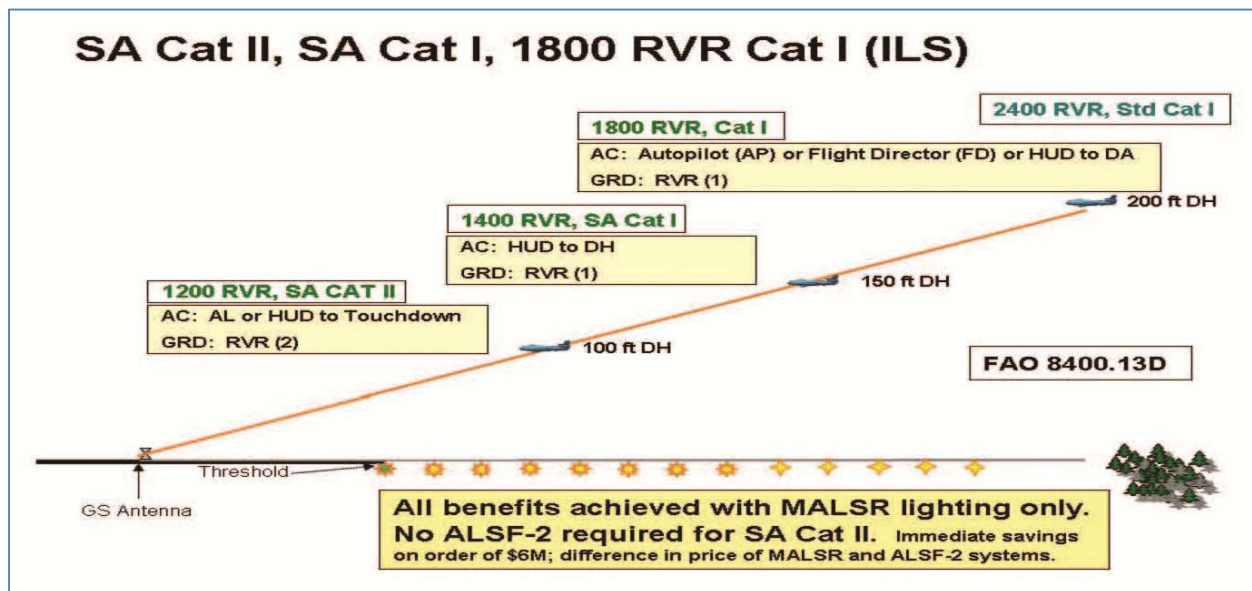 SA Cat II, SA Cat I, 1800 RVR Cat I (ILS)
2400 RVR, Std Cat I
1800 RVR, Cat I
AC: Autopilot (AP) or Flight Director (FD) or HUD to DA
GRD: RVR (1)
200 ft DH
1400 RVR, SA Cat I
AC: HUD to DH
GRD: RVR (1)
150 ft DH
1200 RVR, SA CAT II
AC: AL or HUD to Touchdown
GRD: RVR (2)
100 ft DH
FAO 8400.13D
Threshold
GS Antenna
All benefits achieved with MALSR lighting only.
No ALSF-2 required for SA Cat II. Immediate savings
on order of $6M; difference in price of MALSR and ALSF-2 systems.